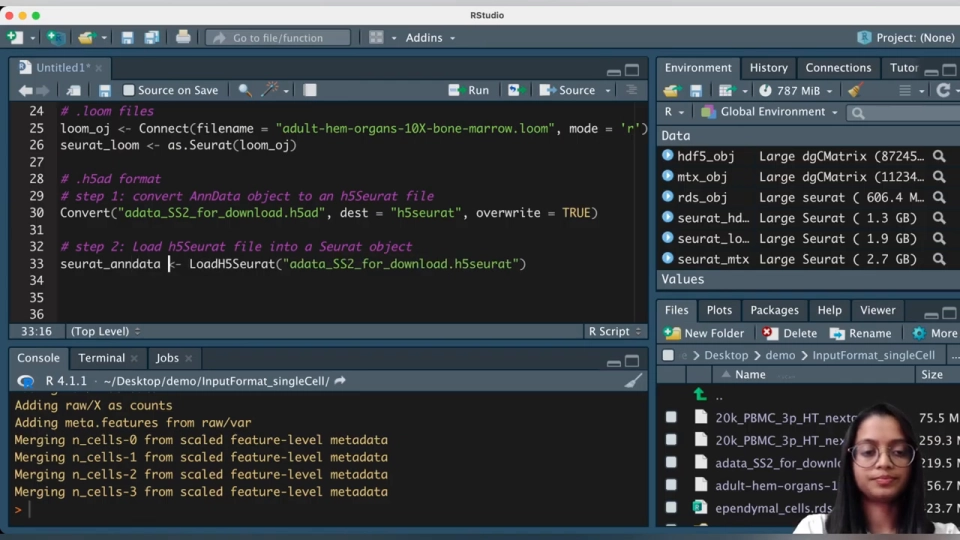 RStudio
Go to file/function
Addins
Project: (None)
Untitled1*
Source on Save
Run
Source
24 # .loom files
25 loom_oj <- Connect(filename = "adult-hem-organs-10X-bone-marrow.loom", mode = 'r')
26 seurat_loom <- as.Seurat(loom_oj)
27
28 # .h5ad format
29 # step 1: convert AnnData object to an h5Seurat file
30 Convert("adata_SS2_for_download.h5ad", dest = "h5seurat", overwrite = TRUE)
31
32 # step 2: Load h5Seurat file into a Seurat object
33 seurat_anndata <- LoadH5Seurat("adata_SS2_for_download.h5seurat")
34
35
36
33:16 (Top Level) R Script
Console Terminal Jobs
R 4.1.1 · ~/Desktop/demo/InputFormat_singleCell/
Adding raw/X as counts
Adding meta.features from raw/var
Merging n_cells-0 from scaled feature-level metadata
Merging n_cells-1 from scaled feature-level metadata
Merging n_cells-2 from scaled feature-level metadata
Merging n_cells-3 from scaled feature-level metadata
>
Environment History Connections Tutor
787 MiB
R Global Environment
Data
hdf5_obj Large dgCMatrix (87245…
mtx_obj Large dgCMatrix (11234…
rds_obj Large seurat ( 606.4 M…
seurat_hd… Large seurat ( 1.3 GB)
seurat_lo… Large seurat ( 1.9 GB)
seurat_mtx Large seurat ( 2.7 GB)
Values
Files Plots Packages Help Viewer
New Folder Delete Rename More
Desktop > demo > InputFormat_singleCell ...
Name Size
..
20k_PBMC_3p_HT_nextg 75.5 M
20k_PBMC_3p_HT_nex 259.3 M
adata_SS2_for_downlo 219.5 M
adult-hem-organs-1 56.7 M
ependymal_cells.rds 23.7 M